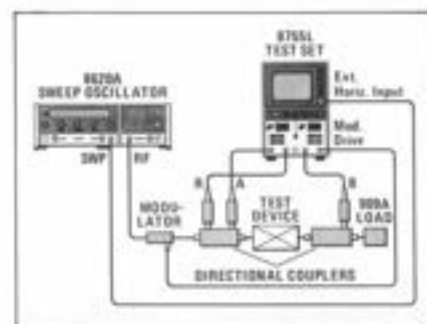 8755L
TEST SET
8620A
SWEEP OSCILLATOR
Ext.
Horiz. Input
Mod.
Drive
SWP
RF
R
A
B
MODU-
LATOR
TEST
DEVICE
909A
LOAD
DIRECTIONAL COUPLERS